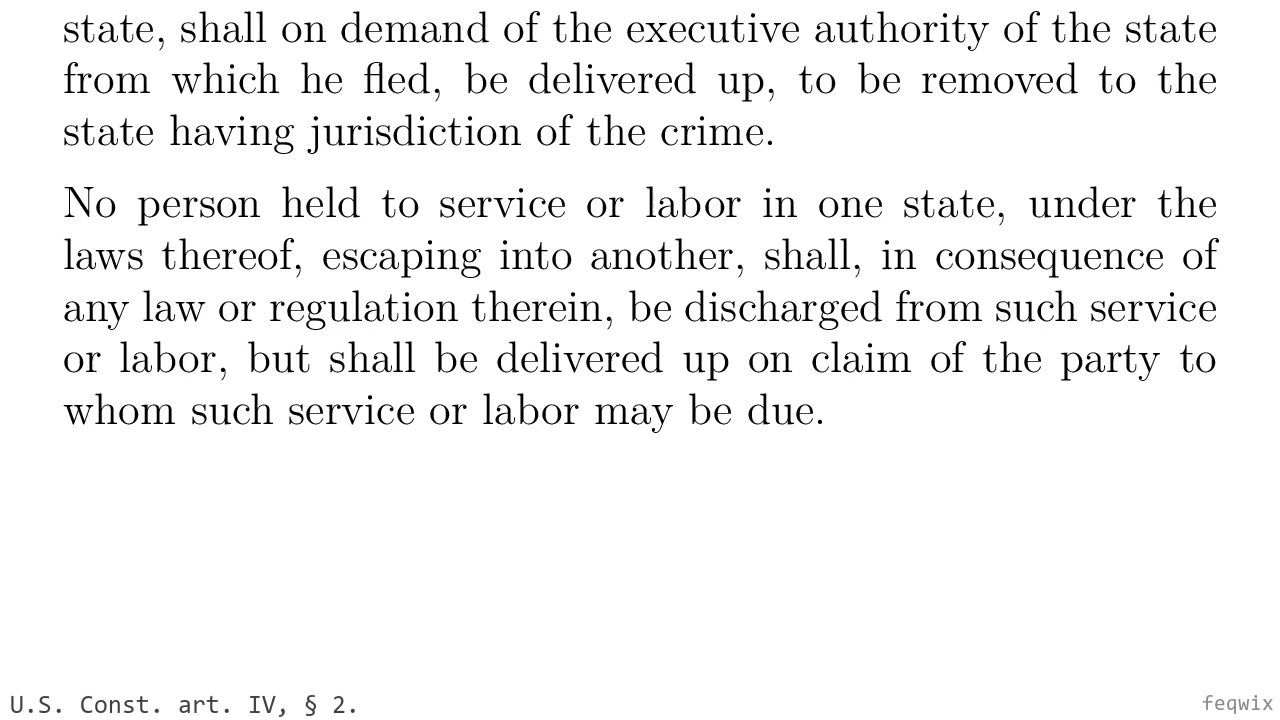 state, shall on demand of the executive authority of the state
from which he fled, be delivered up, to be removed to the
state having jurisdiction of the crime.
No person held to service or labor in one state, under the
laws thereof, escaping into another, shall, in consequence of
any law or regulation therein, be discharged from such service
or labor, but shall be delivered up on claim of the party to
whom such service or labor may be due.
U.S. Const. art. IV, § 2.
feqwix